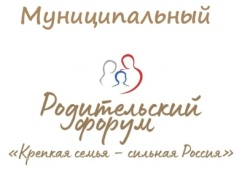 Муниципальный
Родительский
форум
«Крепкая семья – сильная Россия»